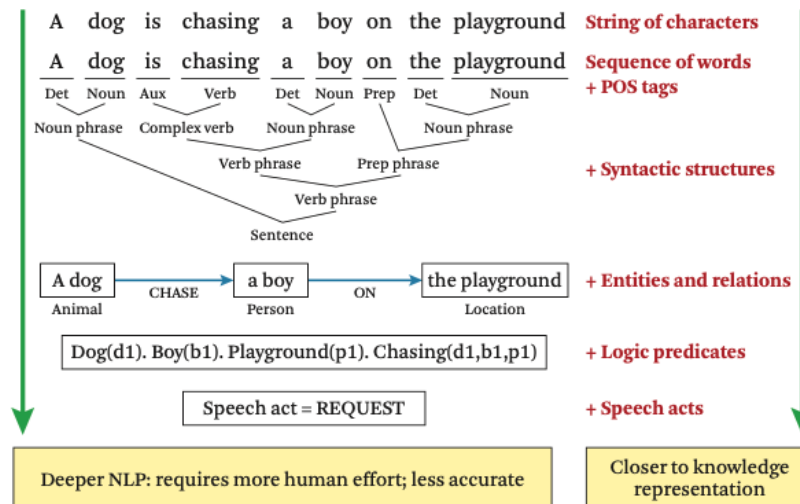 A dog is chasing a boy on the playground String of characters
A dog is chasing a boy on the playground Sequence of words
+ POS tags
Det Noun Aux Verb Det Noun Prep Det Noun
Noun phrase Complex verb Noun phrase Noun phrase
Verb phrase Prep phrase
+ Syntactic structures
Verb phrase
Sentence
A dog a boy the playground + Entities and relations
CHASE ON
Animal Person Location
Dog(d1). Boy(b1). Playground(p1). Chasing(d1,b1,p1) + Logic predicates
Speech act = REQUEST + Speech acts
Deeper NLP: requires more human effort; less accurate
Closer to knowledge
representation